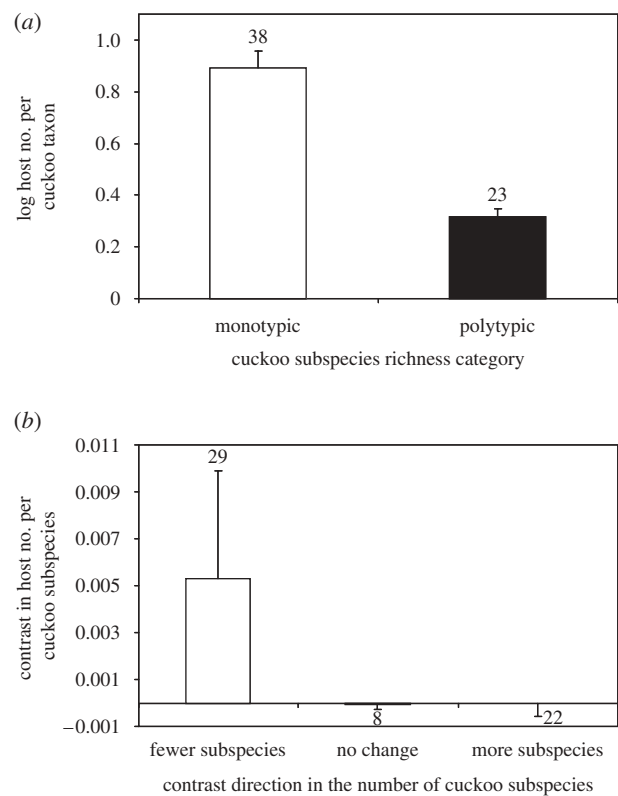 (a)
log host no. per
cuckoo taxon
1.0
0.8
0.6
0.4
0.2
0
38
23
monotypic
polytypic
cuckoo subspecies richness category
(b)
contrast in host no. per
cuckoo subspecies
0.011
0.009
0.007
0.005
0.003
0.001
−0.001
29
8
22
fewer subspecies
no change
more subspecies
contrast direction in the number of cuckoo subspecies